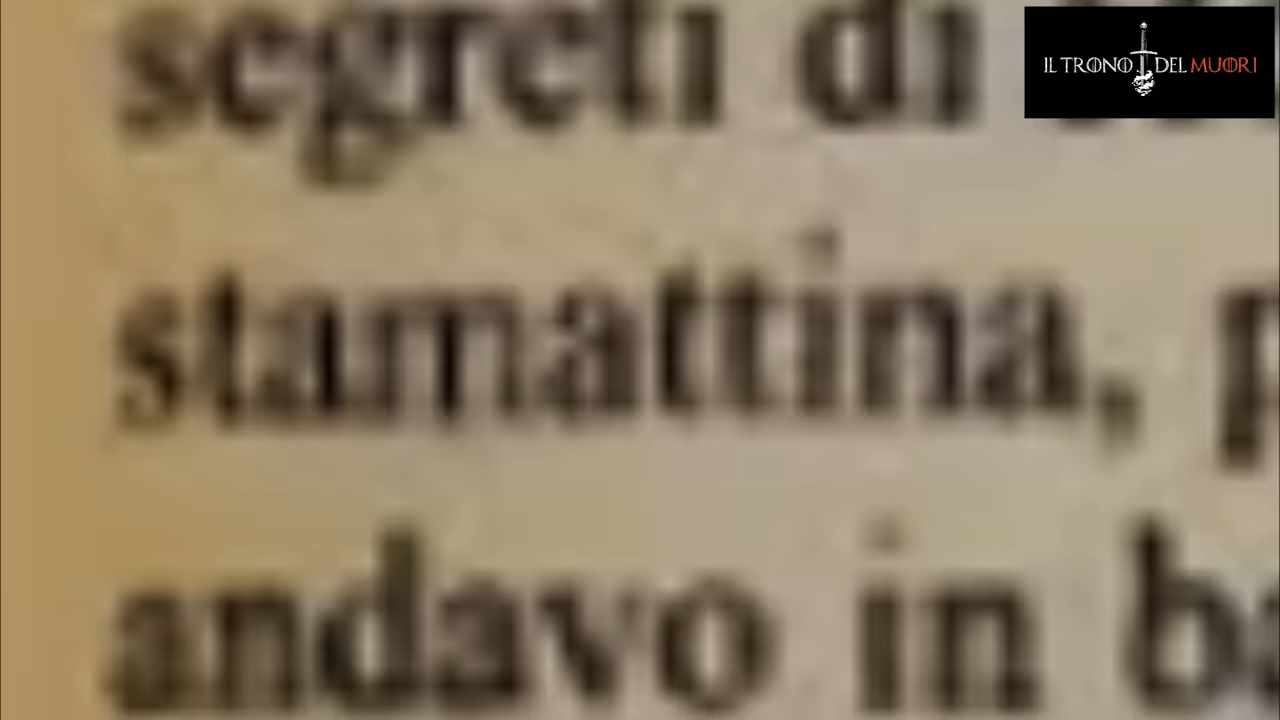 segreti di
IL TRONO DEL MUORI
stamattina,
andavo in